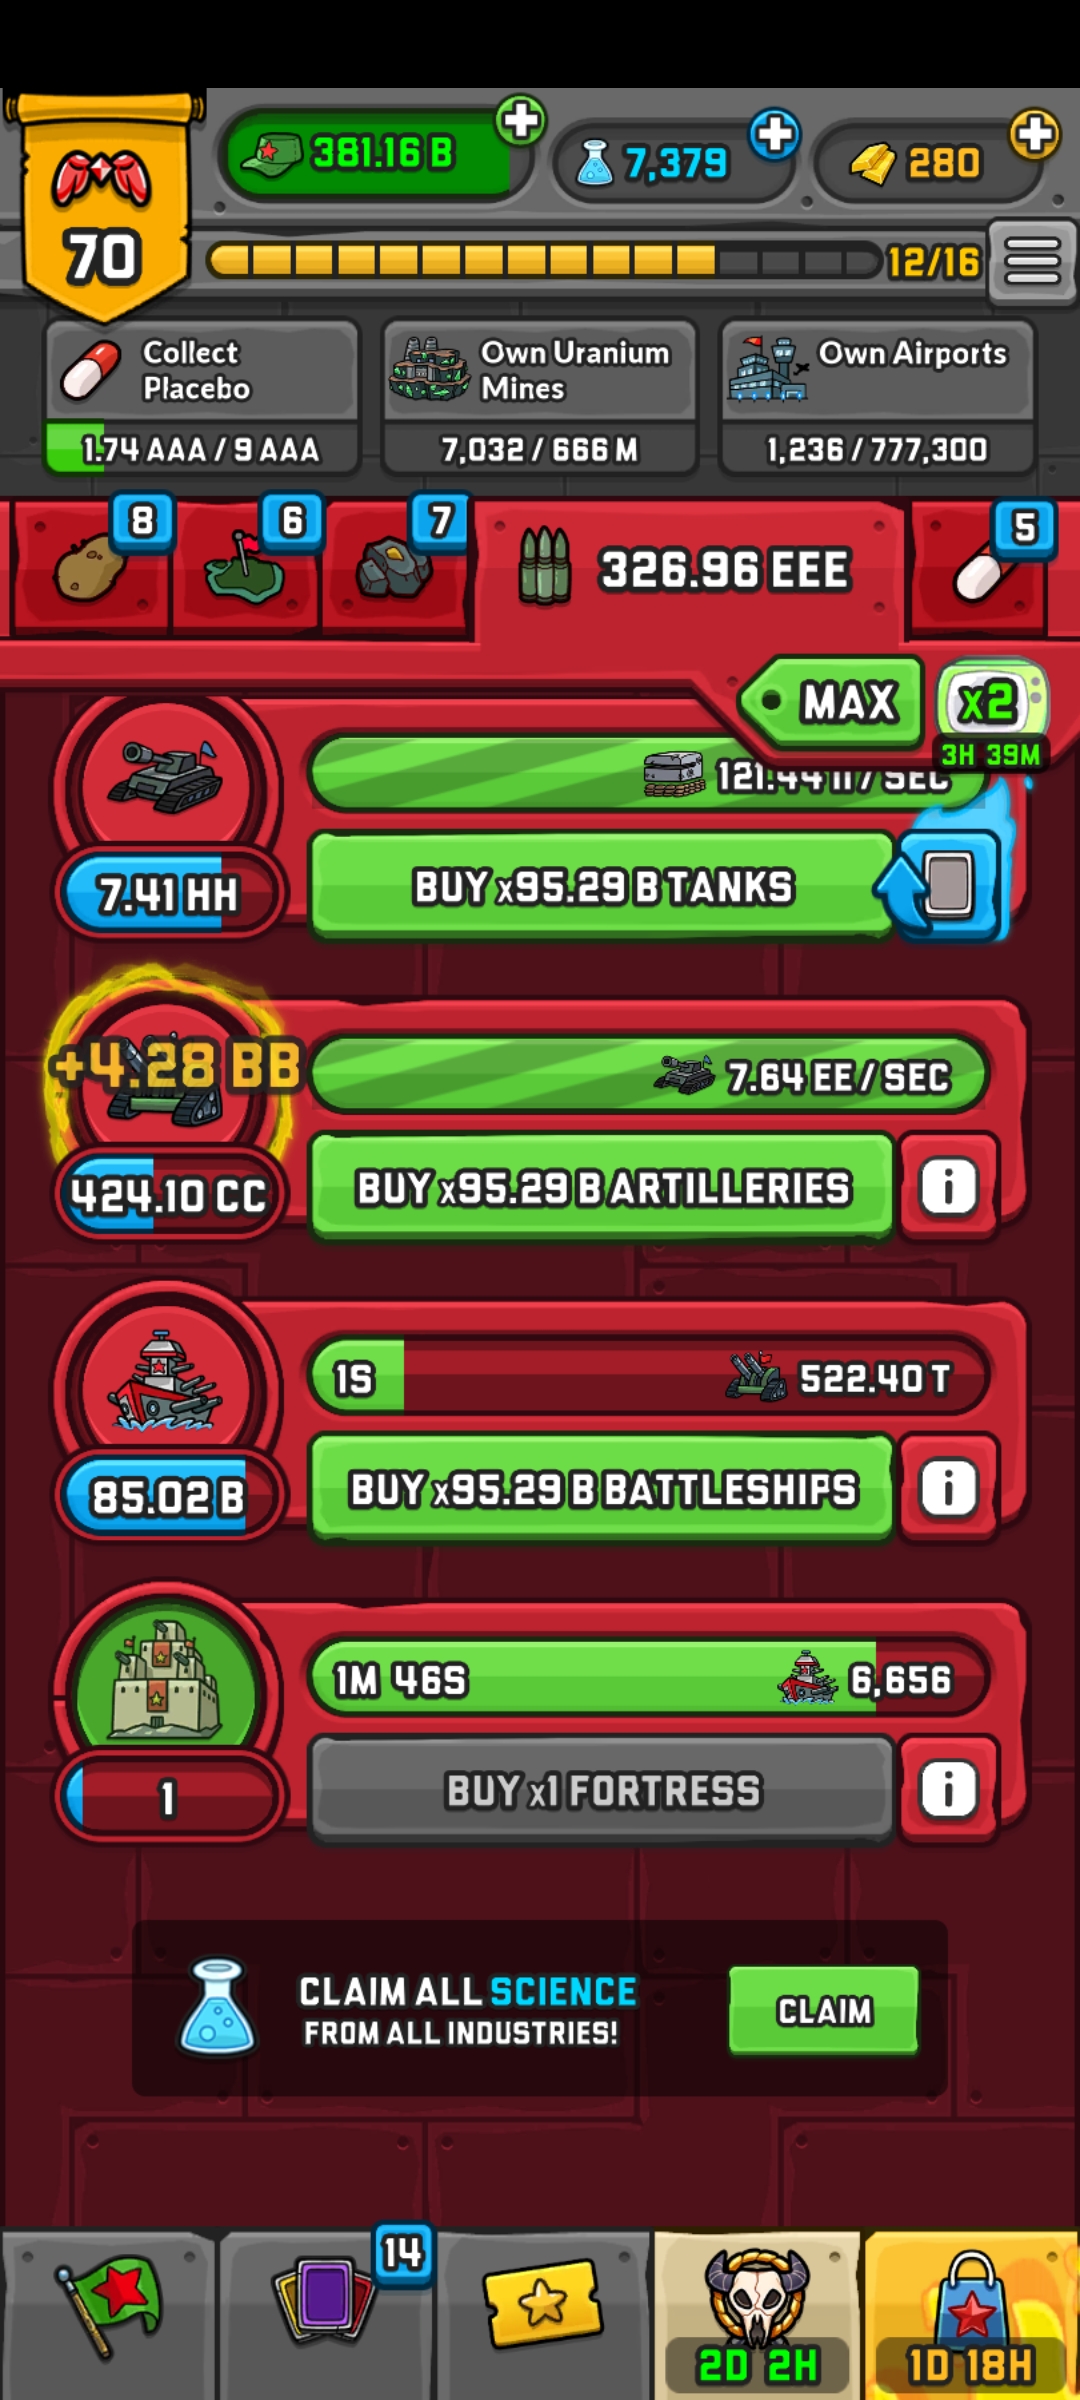 381.16 B
7,379
280
70
12/16
Collect
Placebo
1.74 AAA / 9 AAA
Own Uranium
Mines
7,032 / 666 M
Own Airports
1,236 / 777,300
8
6
7
326.96 EEE
5
MAX
x2
3H 39M
7.41 HH
BUY x95.29 B TANKS
+4.28 BB
7.64 EE / SEC
424.10 CC
BUY x95.29 B ARTILLERIES
i
1S
522.40 T
85.02 B
BUY x95.29 B BATTLESHIPS
i
1M 46S
6,656
1
BUY x1 FORTRESS
i
CLAIM ALL SCIENCE
FROM ALL INDUSTRIES!
CLAIM
14
2D 2H
1D 18H